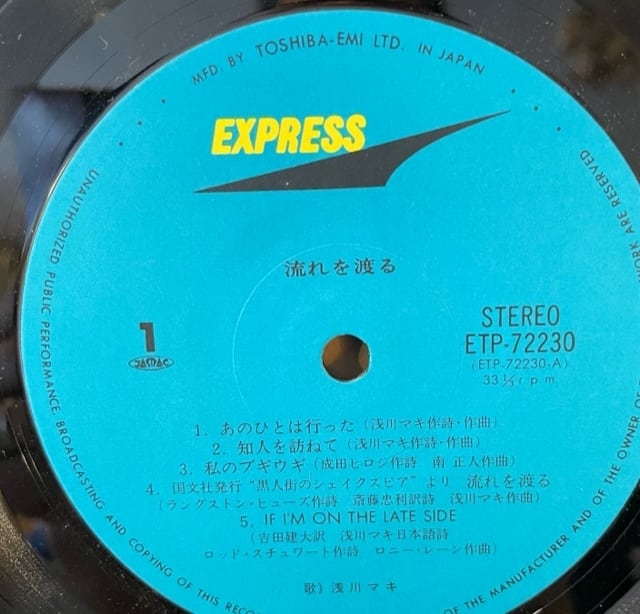 MFD. BY TOSHIBA-EMI LTD. IN JAPAN
EXPRESS
流れを渡る
1
JASRAC
STEREO
ETP-72230
(ETP-72230-A)
33 1/3 r.p.m.
1. あのひとは行った (浅川マキ作詩・作曲)
2. 知人を訪ねて (浅川マキ作詩・作曲)
3. 私のブギウギ (成田ヒロシ作詩 南 正人作曲)
4. 国文社発行 "黒人街のシェイクスピア" より 流れを渡る
(ラングストン・ヒューズ作詩 斎藤忠利訳詩 浅川マキ作曲)
5. IF I'M ON THE LATE SIDE
(吉田建大訳 浅川マキ日本語詩
ロッド・スチュワート作詩 ロニー・レーン作曲)
歌) 浅川マキ
UNAUTHORIZED PUBLIC PERFORMANCE, BROADCASTING AND COPYING OF THIS RECO
OF THE MANUFACTURER AND OF THE OWNER OF
WORK ARE RESERVED